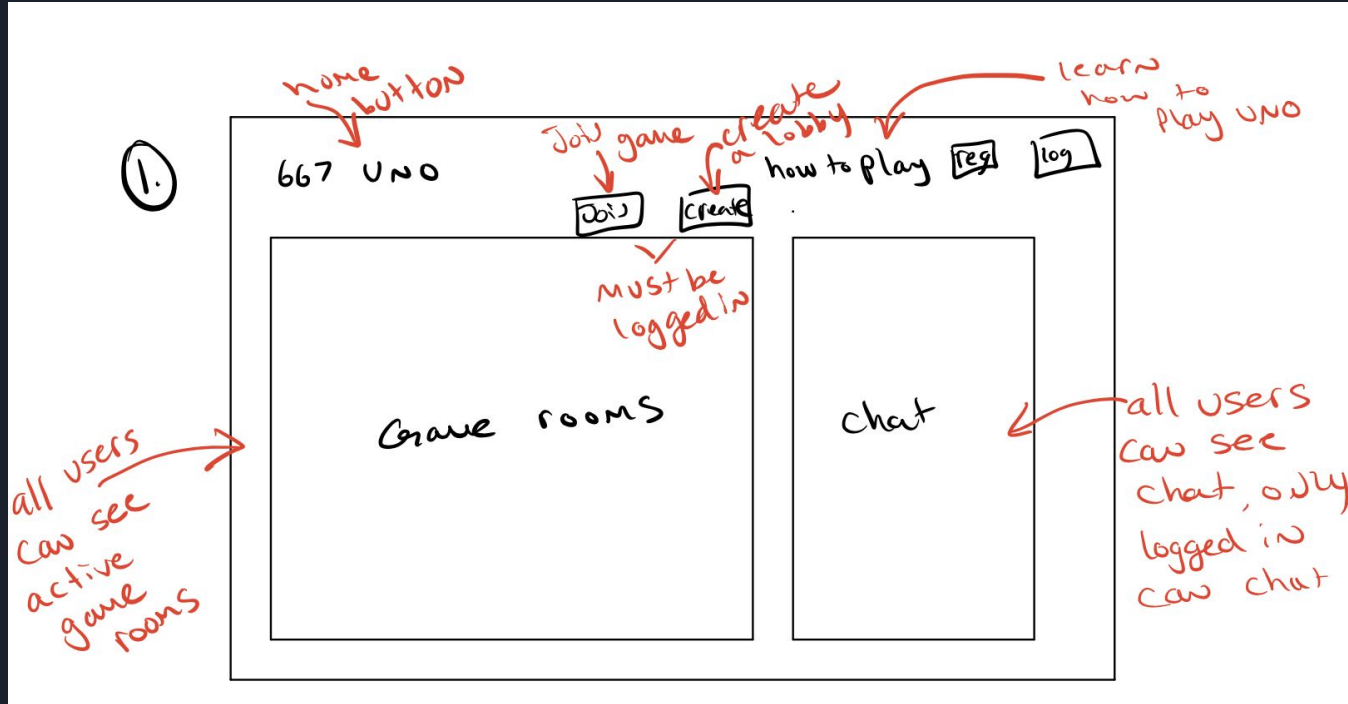 home
button
Join game
create
a lobby
learn
how to
play UNO
1.
667 UNO
how to play
reg
log
Join
create
must be
logged in
Game rooms
chat
all users
can see
active
game
rooms
all users
can see
chat, only
logged in
can chat